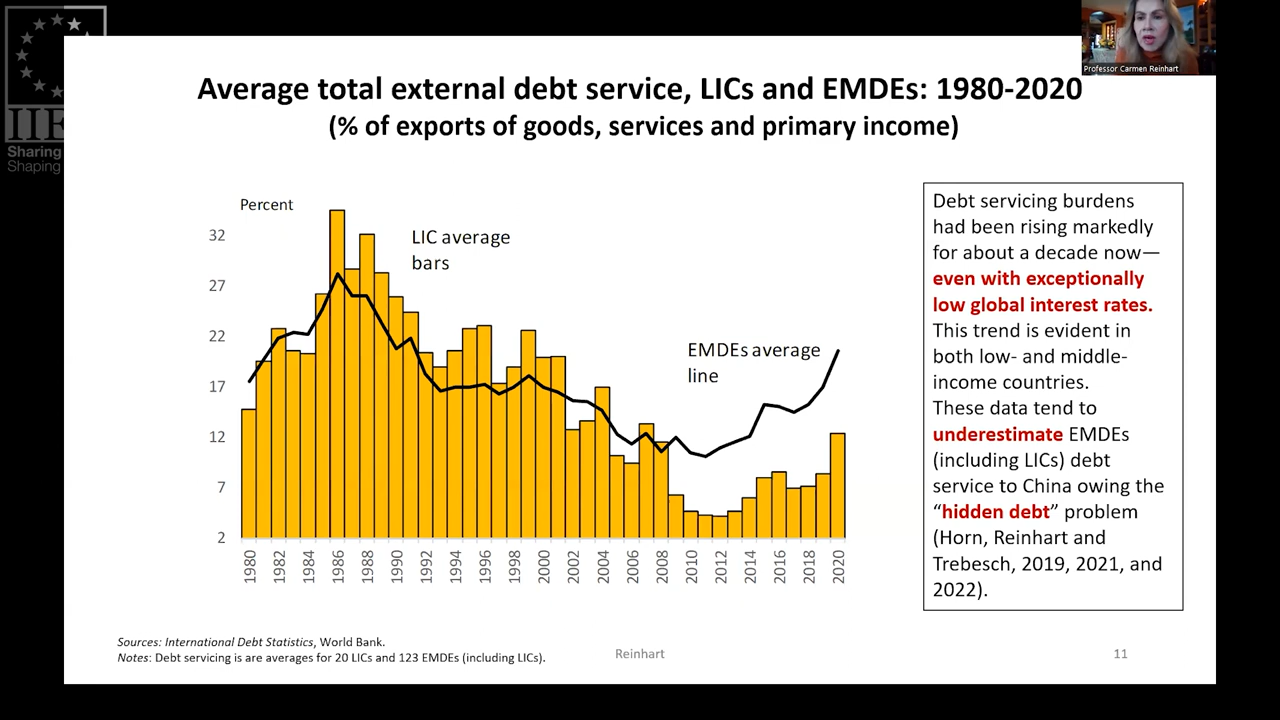 Professor Carmen Reinhart
Sharing
Shaping
Average total external debt service, LICs and EMDEs: 1980-2020
(% of exports of goods, services and primary income)
Percent
32
27
22
17
12
7
2
LIC average
bars
EMDEs average
line
1980
1982
1984
1986
1988
1990
1992
1994
1996
1998
2000
2002
2004
2006
2008
2010
2012
2014
2016
2018
2020
Debt servicing burdens
had been rising markedly
for about a decade now—
even with exceptionally
low global interest rates.
This trend is evident in
both low- and middle-
income countries.
These data tend to
underestimate EMDEs
(including LICs) debt
service to China owing the
“hidden debt” problem
(Horn, Reinhart and
Trebesch, 2019, 2021, and
2022).
Sources: International Debt Statistics, World Bank.
Notes: Debt servicing is are averages for 20 LICs and 123 EMDEs (including LICs).
Reinhart
11